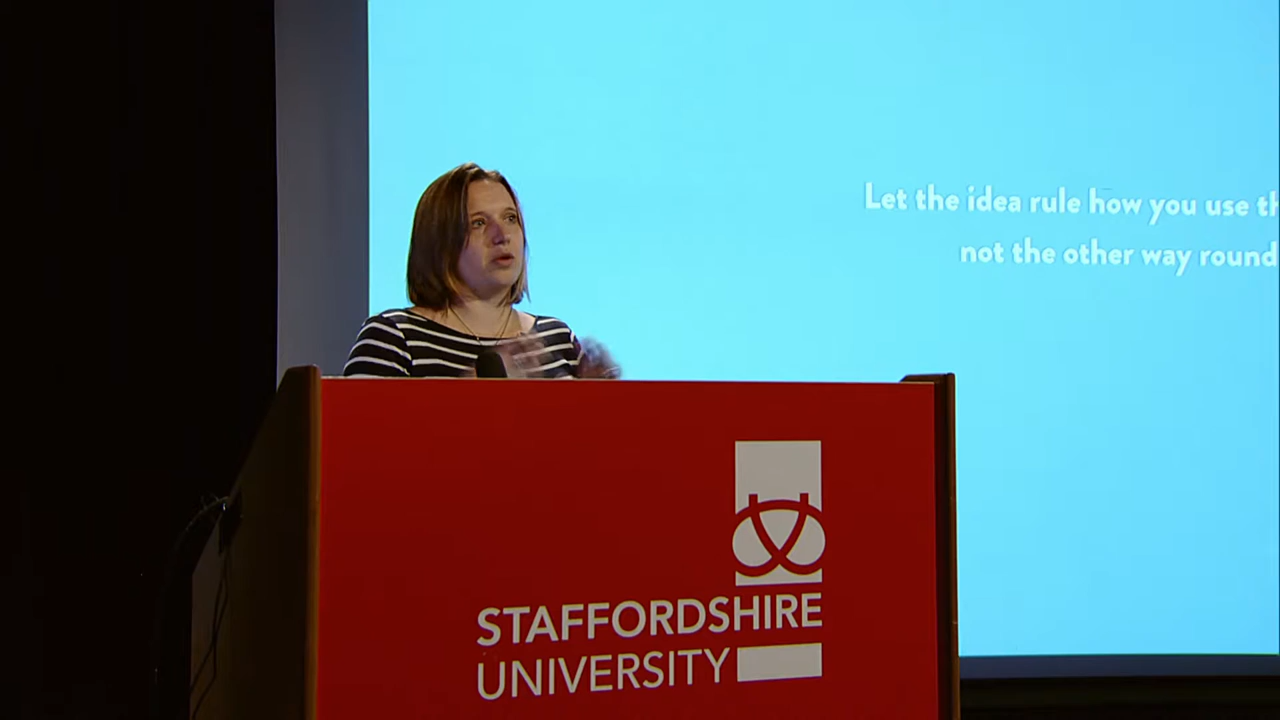 Let the idea rule how you use
not the other way round
STAFFORDSHIRE
UNIVERSITY